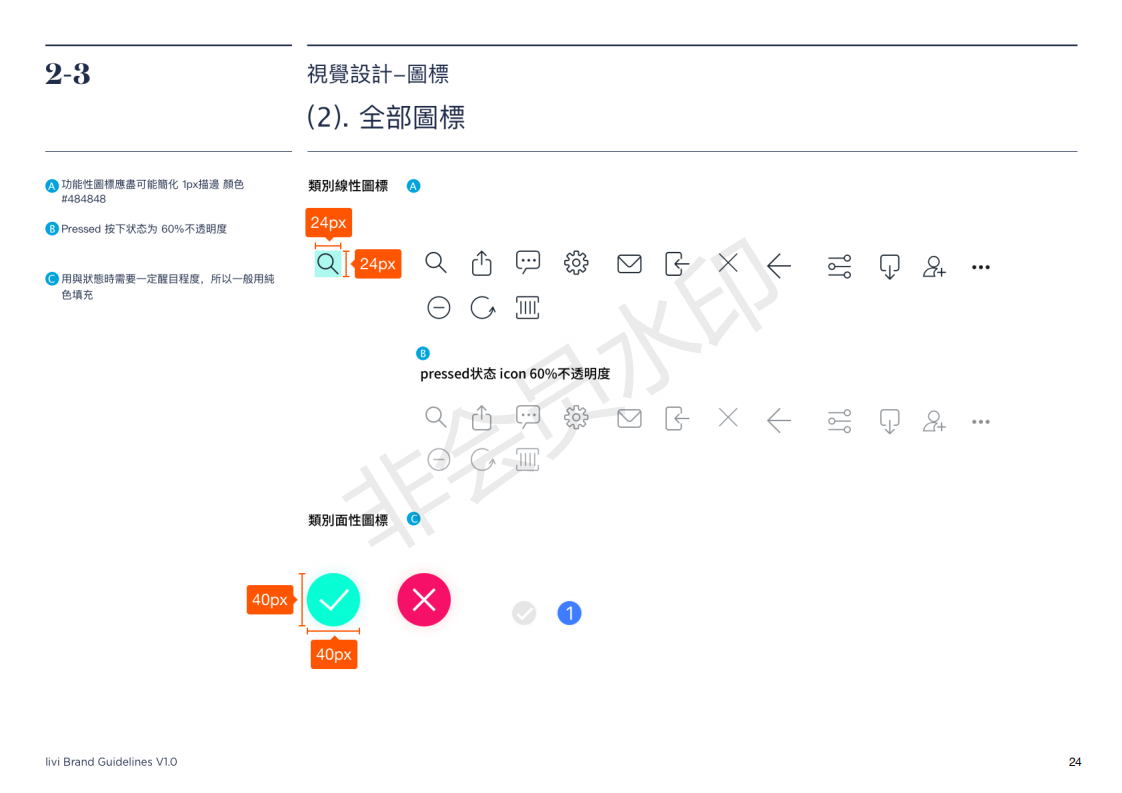 2-3
視覺設計–圖標
(2). 全部圖標
A 功能性圖標應盡可能簡化 1px描邊 顏色
#484848
B Pressed 按下状态为 60%不透明度
C 用與狀態時需要一定醒目程度，所以一般用純
色填充
類別線性圖標 A
24px
24px
B
pressed状态 icon 60%不透明度
非会员水印
類別面性圖標 C
40px
1
40px
livi Brand Guidelines V1.0
24